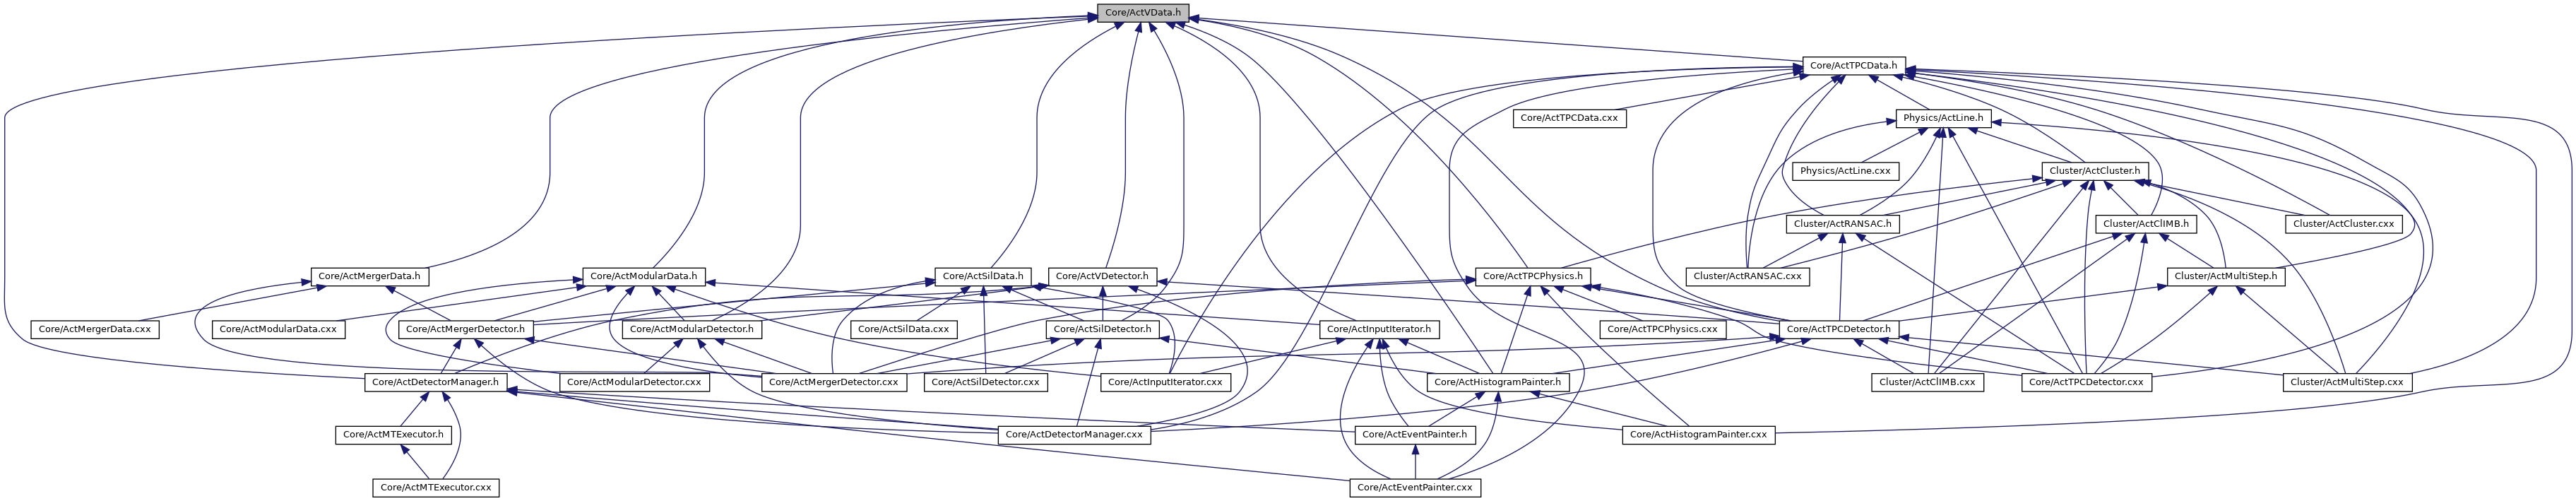 Core/ActVData.h
Core/ActTPCData.h
Core/ActTPCData.cxx
Physics/ActLine.h
Physics/ActLine.cxx
Cluster/ActCluster.h
Cluster/ActRANSAC.h
Cluster/ActClIMB.h
Cluster/ActCluster.cxx
Core/ActMergerData.h
Core/ActModularData.h
Core/ActSilData.h
Core/ActVDetector.h
Core/ActTPCPhysics.h
Cluster/ActRANSAC.cxx
Cluster/ActMultiStep.h
Core/ActMergerData.cxx
Core/ActModularData.cxx
Core/ActMergerDetector.h
Core/ActModularDetector.h
Core/ActSilData.cxx
Core/ActSilDetector.h
Core/ActInputIterator.h
Core/ActTPCPhysics.cxx
Core/ActTPCDetector.h
Core/ActDetectorManager.h
Core/ActModularDetector.cxx
Core/ActMergerDetector.cxx
Core/ActSilDetector.cxx
Core/ActInputIterator.cxx
Core/ActHistogramPainter.h
Cluster/ActClIMB.cxx
Core/ActTPCDetector.cxx
Cluster/ActMultiStep.cxx
Core/ActMTExecutor.h
Core/ActDetectorManager.cxx
Core/ActEventPainter.h
Core/ActHistogramPainter.cxx
Core/ActMTExecutor.cxx
Core/ActEventPainter.cxx